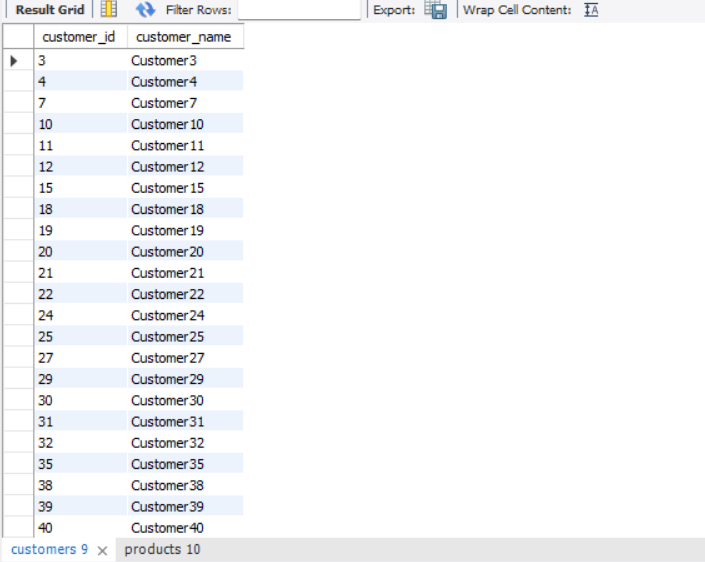 Result Grid Filter Rows: Export: Wrap Cell Content: IA
customer_id customer_name
3 Customer3
4 Customer4
7 Customer7
10 Customer10
11 Customer11
12 Customer12
15 Customer15
18 Customer18
19 Customer19
20 Customer20
21 Customer21
22 Customer22
24 Customer24
25 Customer25
27 Customer27
29 Customer29
30 Customer30
31 Customer31
32 Customer32
35 Customer35
38 Customer38
39 Customer39
40 Customer40
customers 9 × products 10